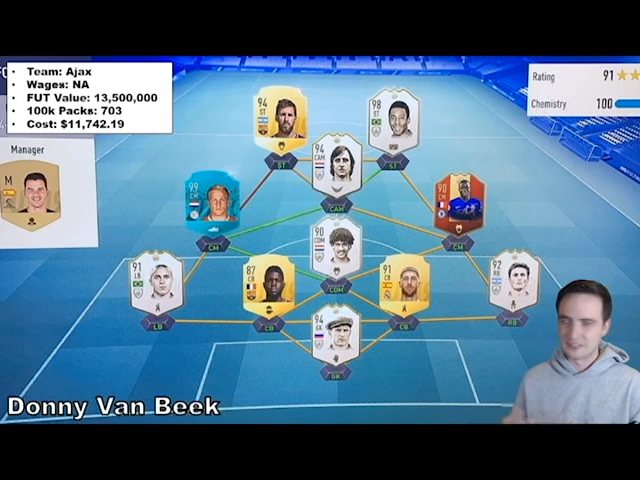 • Team: Ajax
• Wages: NA
• FUT Value: 13,500,000
• 100k Packs: 703
• Cost: $11,742.19
Rating 91
Chemistry 100
Manager
M
94
ST
98
ST
94
CAM
99
CM
90
CM
90
CDM
91
LB
87
CB
91
CB
92
RB
94
GK
ST
ST
CAM
CM
CM
CDM
LB
CB
CB
RB
GK
Donny Van Beek